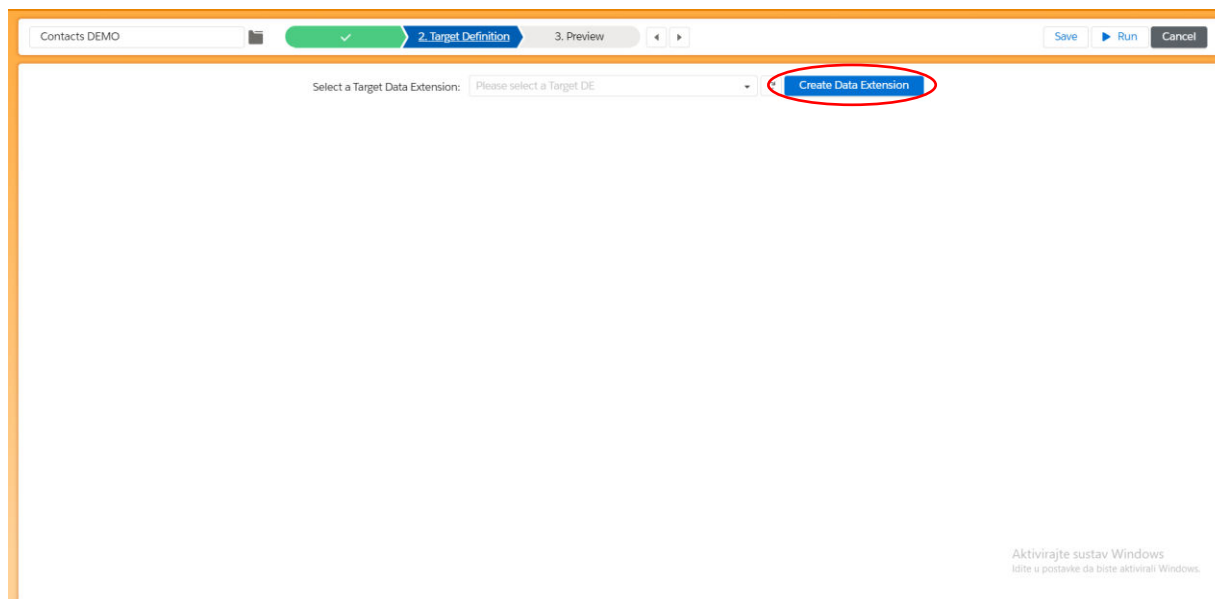 Contacts DEMO
2. Target Definition
3. Preview
Save
Run
Cancel
Select a Target Data Extension:
Please select a Target DE
Create Data Extension
Aktivirajte sustav Windows
Idite u postavke da biste aktivirali Windows.